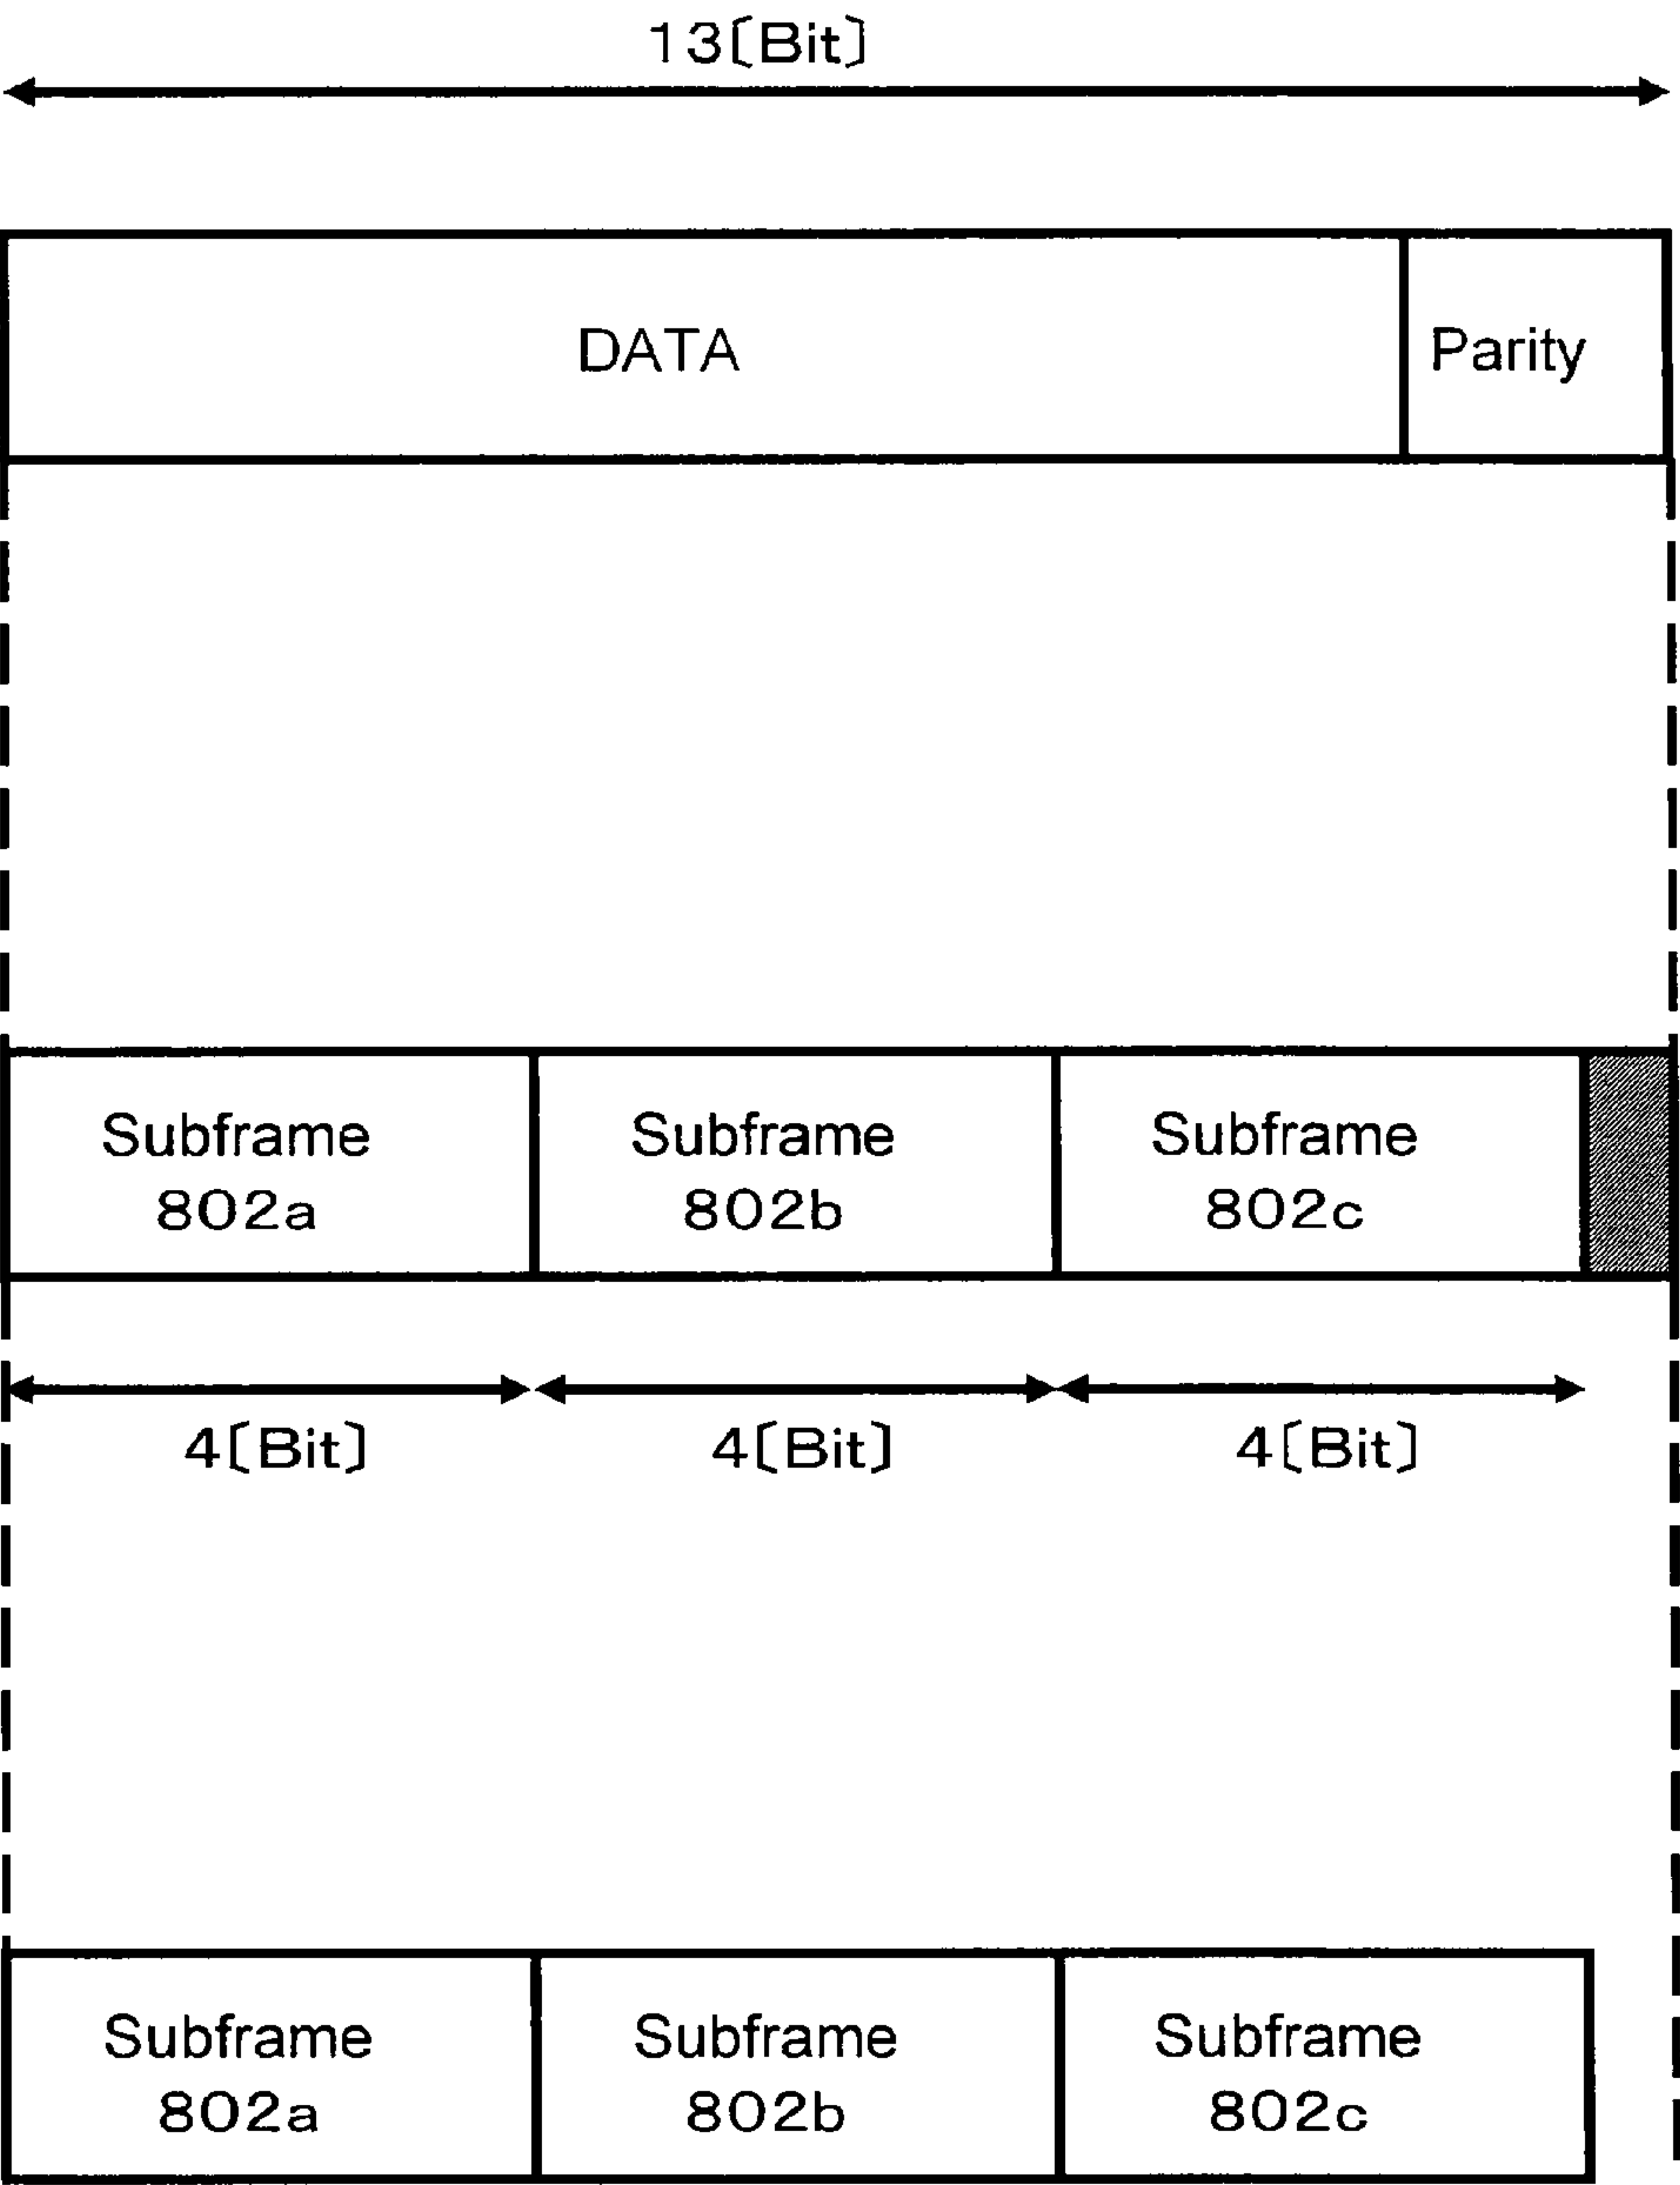 13〔Bit〕
DATA Parity
Subframe Subframe Subframe
802a 802b 802c
4〔Bit〕 4〔Bit〕 4〔Bit〕
Subframe Subframe Subframe
802a 802b 802c